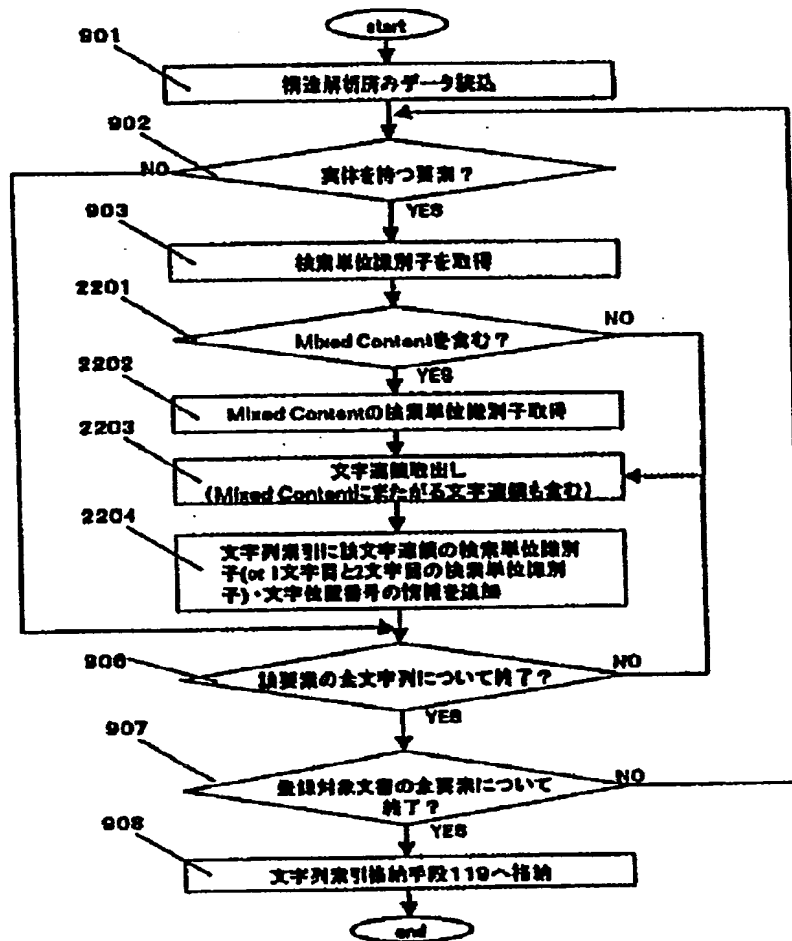 start
901
構造解析済みデータ読込
902
実体を持つ要素？
NO
YES
903
検索単位識別子を取得
2201
Mixed Contentを含む？
NO
YES
2202
Mixed Contentの検索単位識別子取得
2203
文字連鎖取出し
(Mixed Contentにまたがる文字連鎖も含む)
2204
文字列索引に該文字連鎖の検索単位識別
子(or 1文字目と2文字目の検索単位識別
子)・文字位置番号の情報を追加
906
該要素の全文字列について終了？
NO
YES
907
登録対象文書の全要素について
終了？
NO
YES
908
文字列索引格納手段119へ格納
end